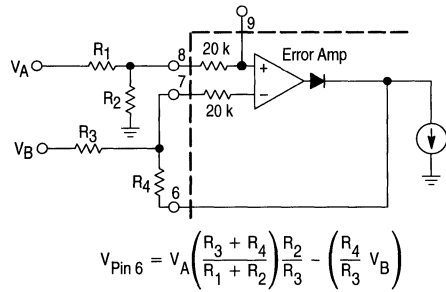 9
R1
8
20 k
Error Amp
VA
+
7
R2
20 k
−
R3
VB
R4
6
V Pin 6 = VA ( (R3 + R4) / (R1 + R2) ) R2 / R3 − ( R4 / R3 VB )